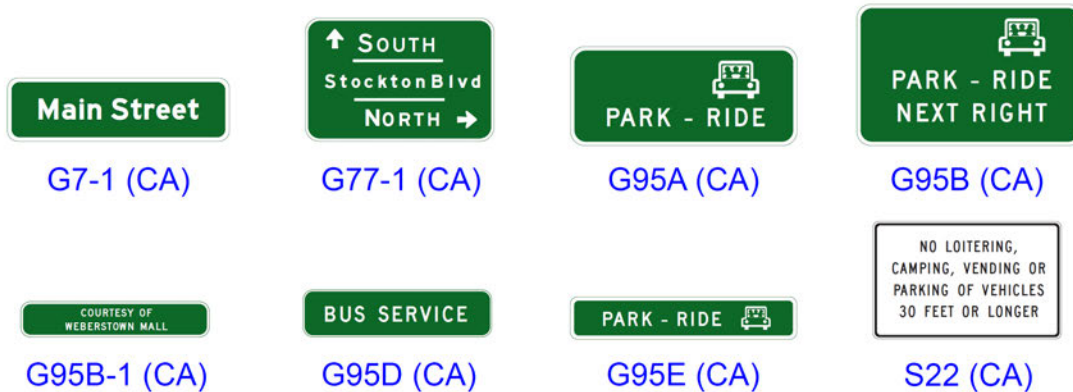 Main Street
G7-1 (CA)
SOUTH
Stockton Blvd
NORTH
G77-1 (CA)
PARK - RIDE
G95A (CA)
PARK - RIDE
NEXT RIGHT
G95B (CA)
COURTESY OF
WEBERSTOWN MALL
G95B-1 (CA)
BUS SERVICE
G95D (CA)
PARK - RIDE
G95E (CA)
NO LOITERING,
CAMPING, VENDING OR
PARKING OF VEHICLES
30 FEET OR LONGER
S22 (CA)